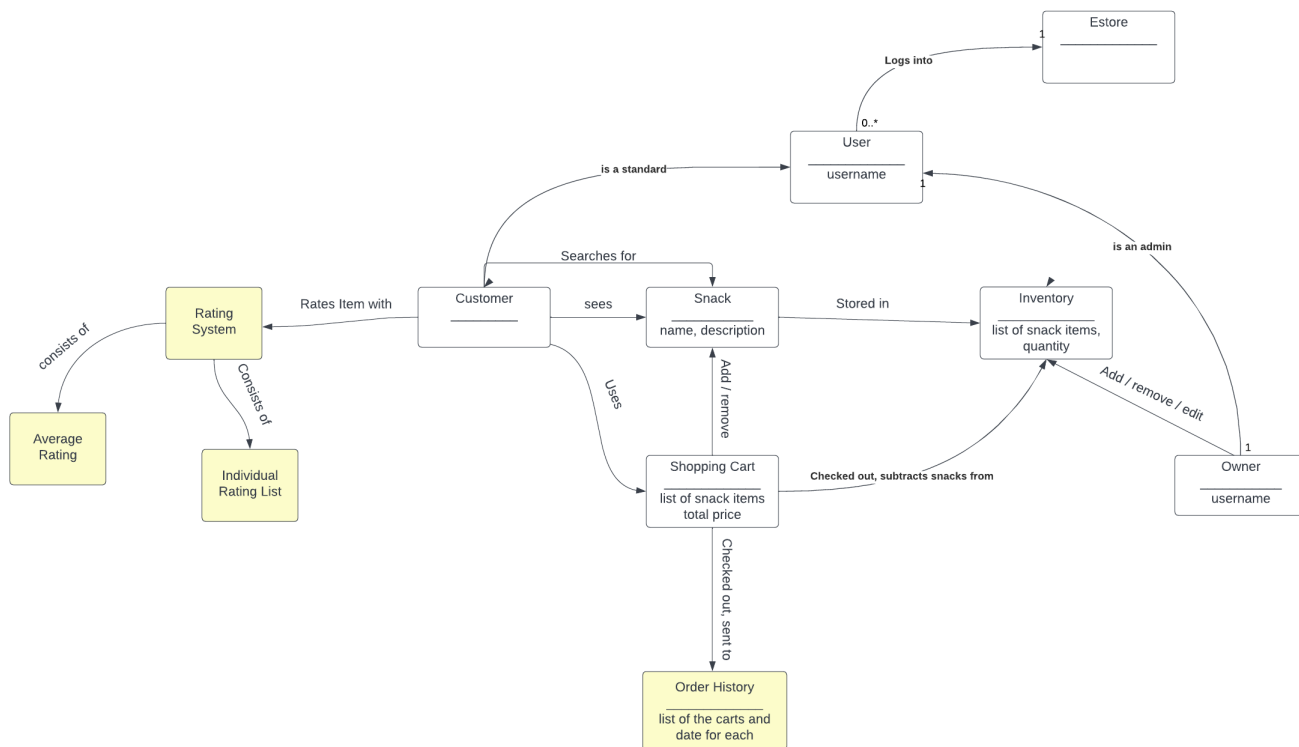 Estore
1
Logs into
0..*
User
username
1
is a standard
is an admin
Searches for
Rating
System
Rates Item with
Customer
sees
Snack
name, description
Stored in
Inventory
list of snack items,
quantity
consists of
Consists of
Uses
Add / remove
Add / remove / edit
Average
Rating
Individual
Rating List
Shopping Cart
list of snack items
total price
Checked out, subtracts snacks from
1
Owner
username
Checked out, sent to
Order History
list of the carts and
date for each